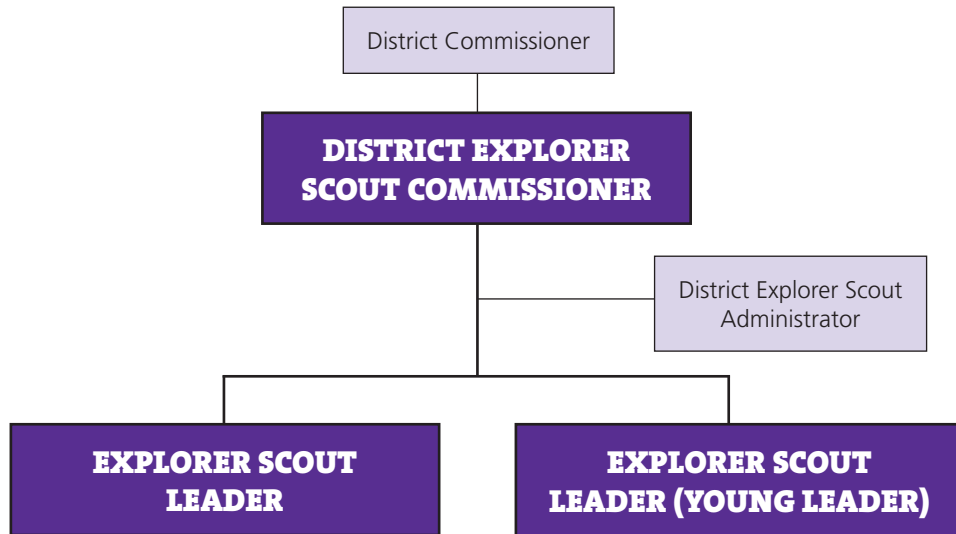 District Commissioner
DISTRICT EXPLORER
SCOUT COMMISSIONER
District Explorer Scout
Administrator
EXPLORER SCOUT
LEADER
EXPLORER SCOUT
LEADER (YOUNG LEADER)